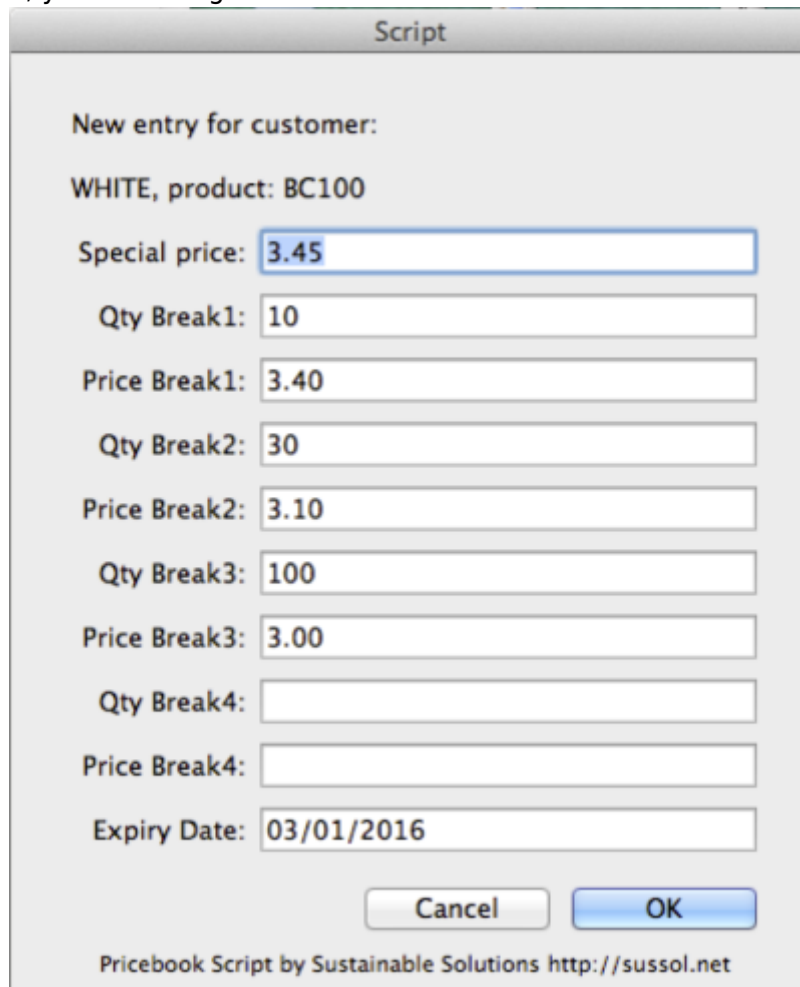 Script
New entry for customer:
WHITE, product: BC100
Special price: 3.45
Qty Break1: 10
Price Break1: 3.40
Qty Break2: 30
Price Break2: 3.10
Qty Break3: 100
Price Break3: 3.00
Qty Break4:
Price Break4:
Expiry Date: 03/01/2016
Cancel OK
Pricebook Script by Sustainable Solutions http://sussol.net